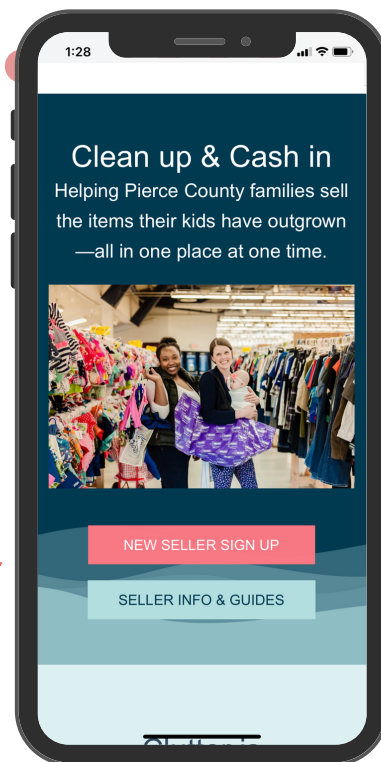 1:28
Clean up & Cash in
Helping Pierce County families sell
the items their kids have outgrown
—all in one place at one time.
NEW SELLER SIGN UP
SELLER INFO & GUIDES